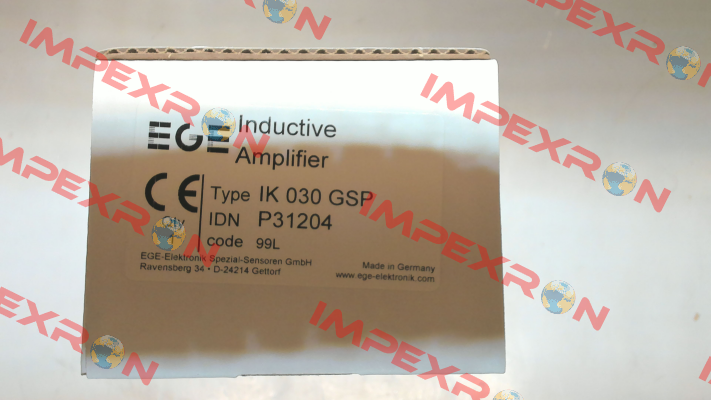 EGE Inductive
Amplifier
CE
Type IK 030 GSP
IDN P31204
code 99L
EGE-Elektronik Spezial-Sensoren GmbH
Ravensberg 34 • D-24214 Gettorf
Made in Germany
www.ege-elektronik.com
IMPEXRON
IMPEXRON
IMPEXRON
IMPEXRON
IMPEXRON
IMPEXRON
IMPEXRON